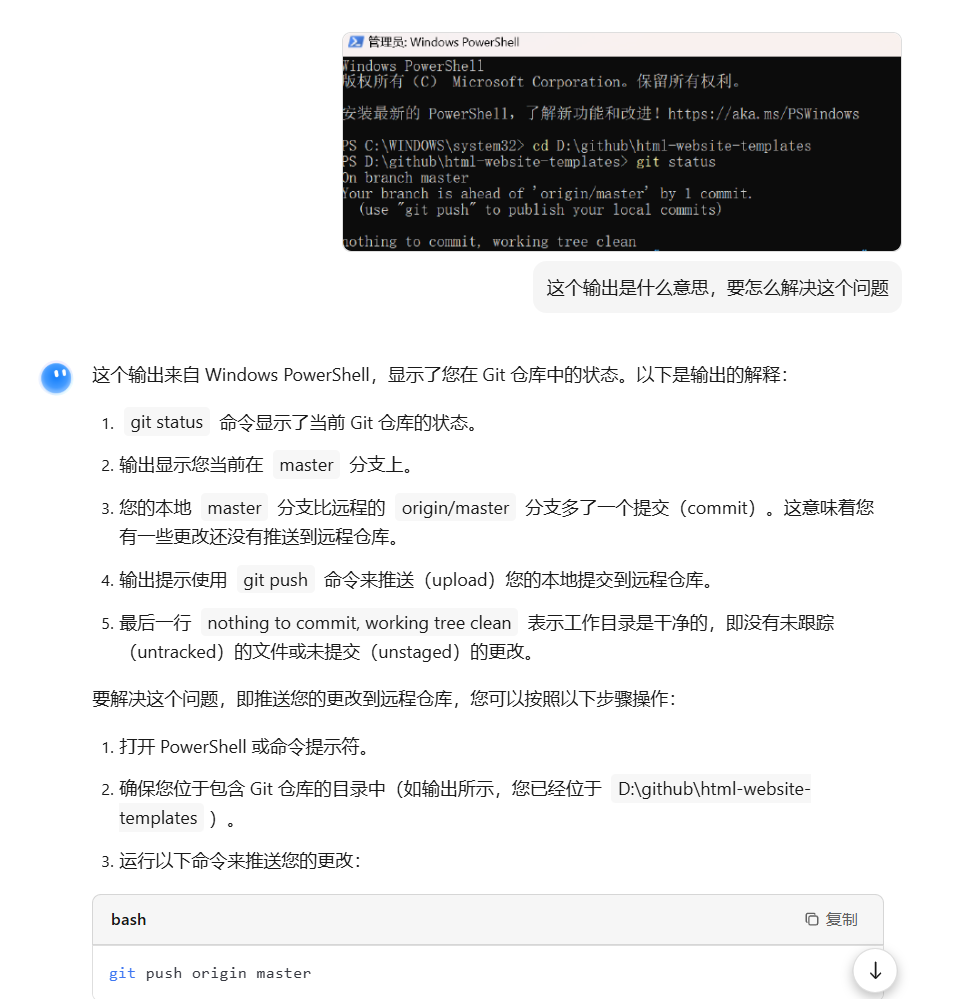 管理员: Windows PowerShell
Windows PowerShell
版权所有（C） Microsoft Corporation。保留所有权利。
安装最新的 PowerShell，了解新功能和改进！https://aka.ms/PSWindows
PS C:\WINDOWS\system32> cd D:\github\html-website-templates
PS D:\github\html-website-templates> git status
On branch master
Your branch is ahead of 'origin/master' by 1 commit.
(use "git push" to publish your local commits)
nothing to commit, working tree clean
这个输出是什么意思，要怎么解决这个问题
这个输出来自 Windows PowerShell，显示了您在 Git 仓库中的状态。以下是输出的解释：
1. git status 命令显示了当前 Git 仓库的状态。
2. 输出显示您当前在 master 分支上。
3. 您的本地 master 分支比远程的 origin/master 分支多了一个提交（commit）。这意味着您
有一些更改还没有推送到远程仓库。
4. 输出提示使用 git push 命令来推送（upload）您的本地提交到远程仓库。
5. 最后一行 nothing to commit, working tree clean 表示工作目录是干净的，即没有未跟踪
（untracked）的文件或未提交（unstaged）的更改。
要解决这个问题，即推送您的更改到远程仓库，您可以按照以下步骤操作：
1. 打开 PowerShell 或命令提示符。
2. 确保您位于包含 Git 仓库的目录中（如输出所示，您已经位于 D:\github\html-website-
templates ）。
3. 运行以下命令来推送您的更改：
bash 复制
git push origin master